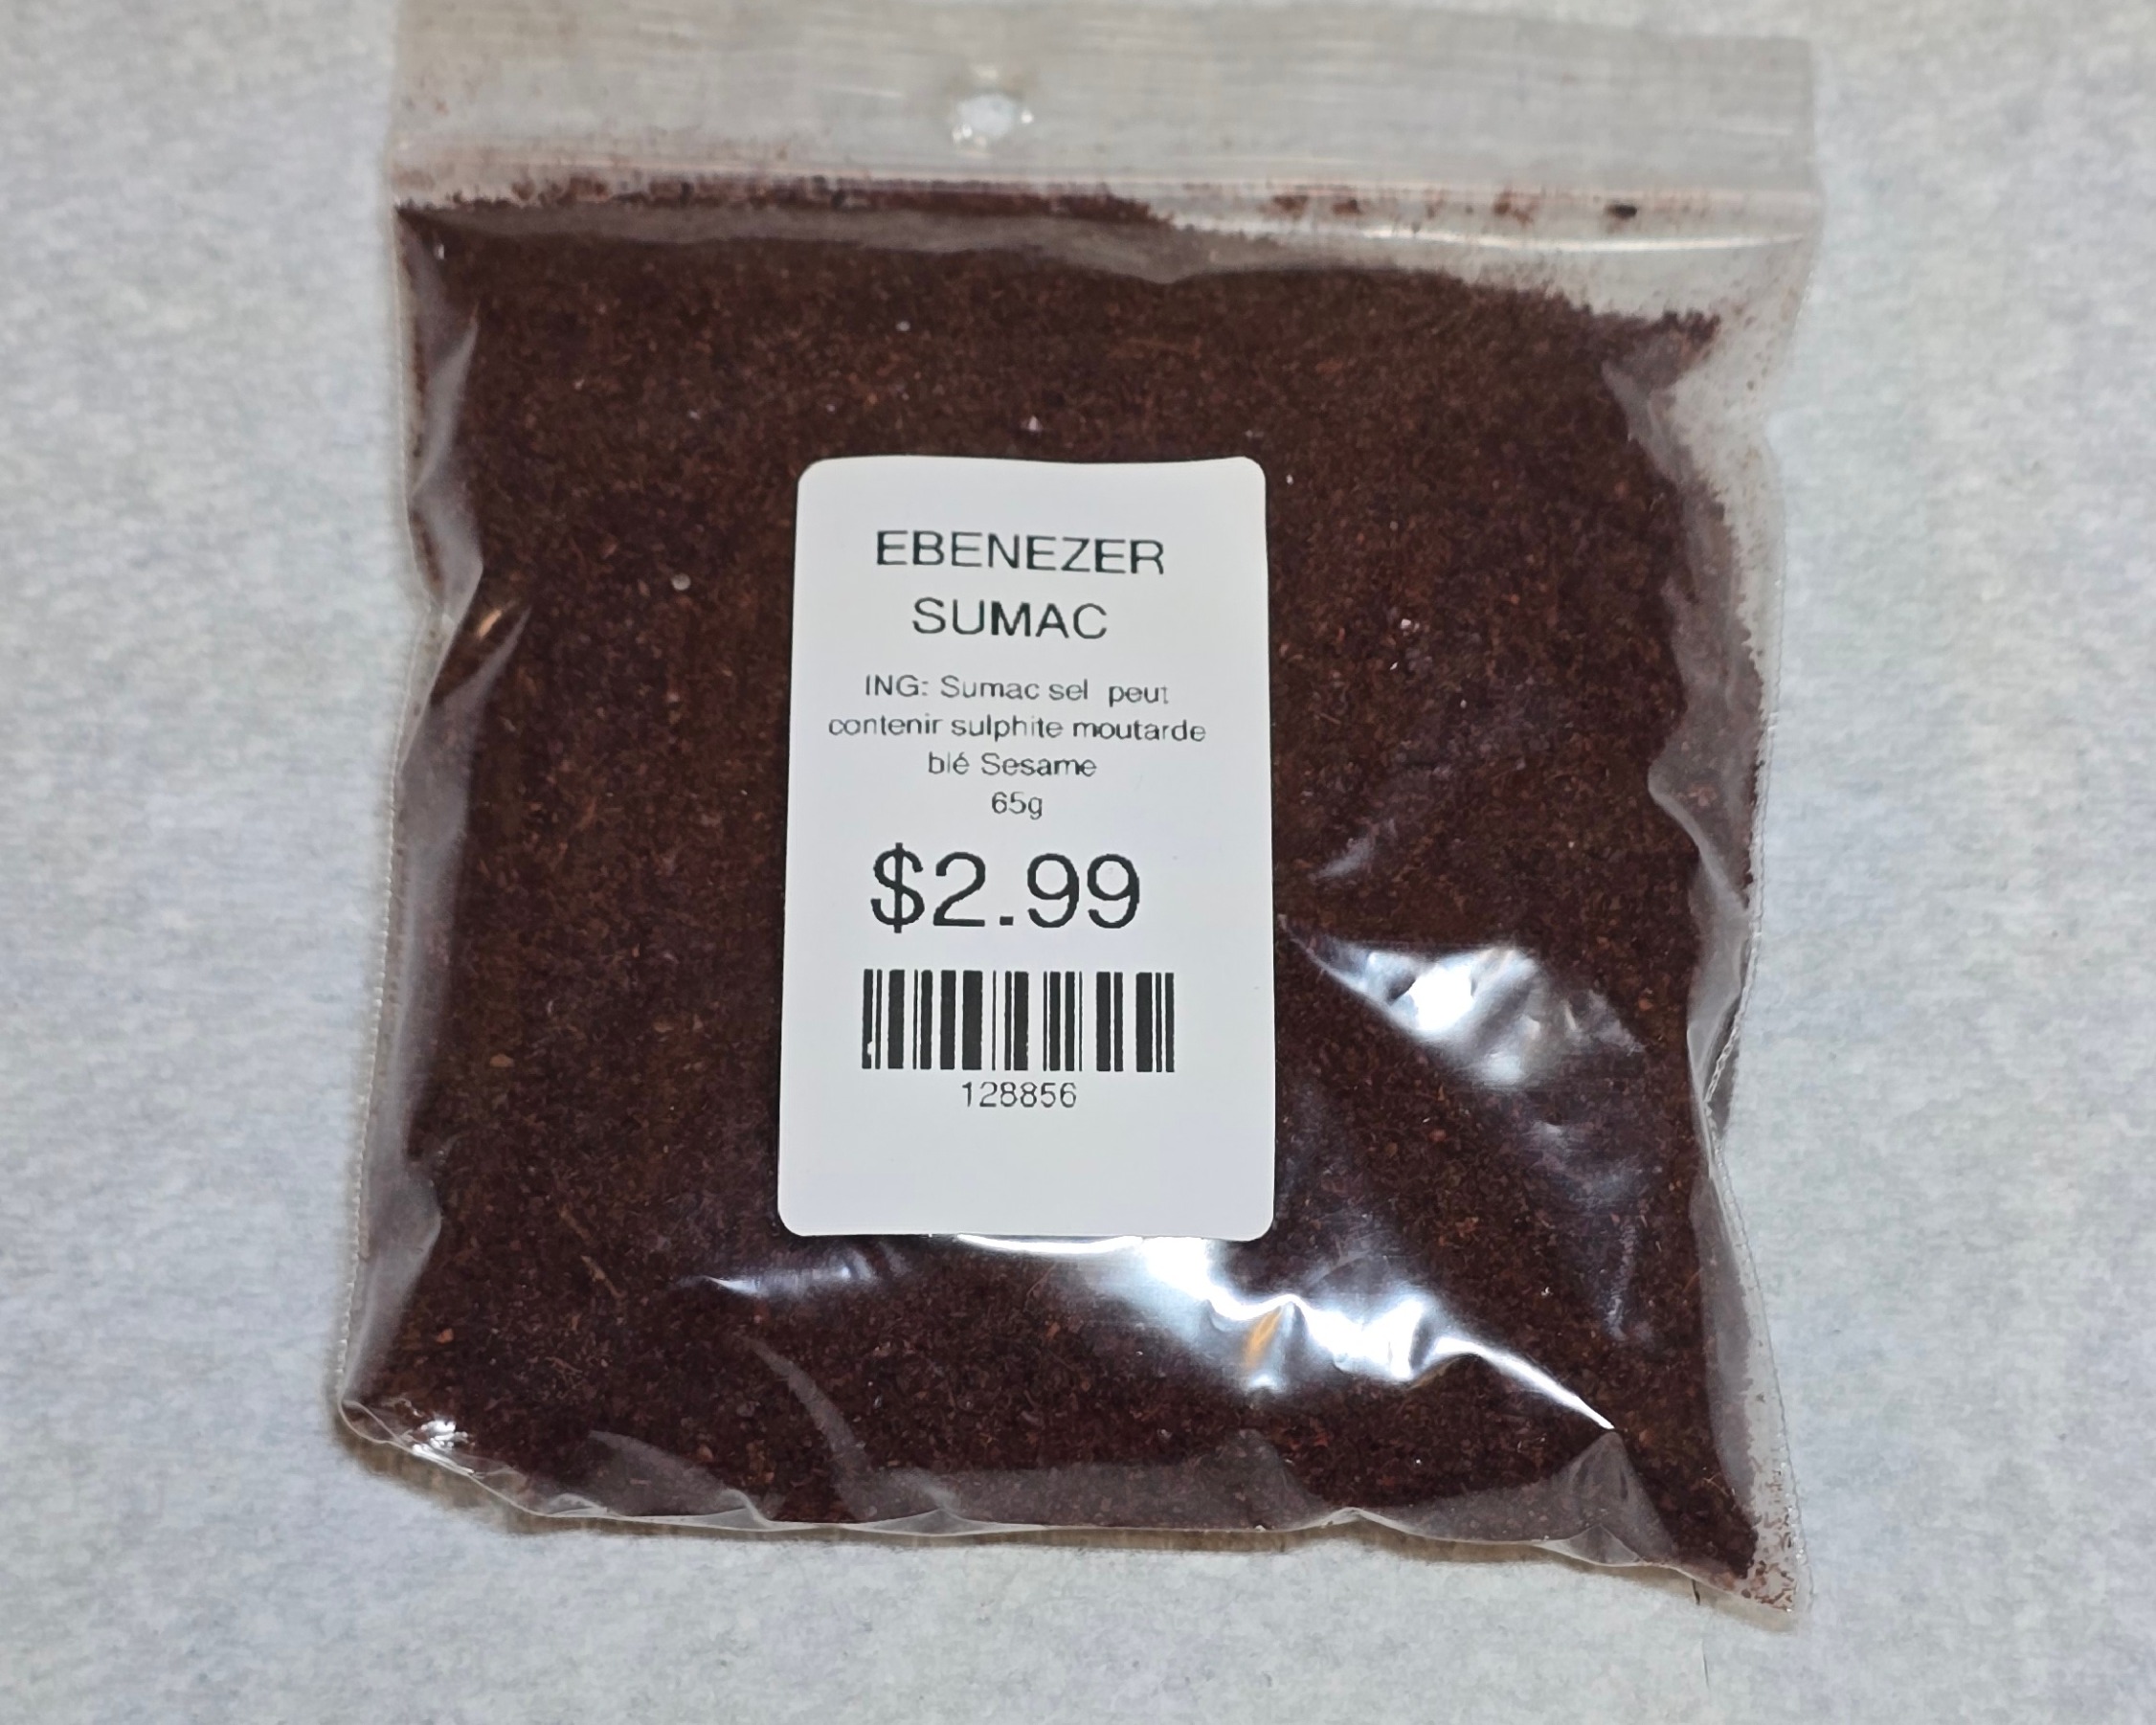 EBENEZER
SUMAC
ING: Sumac sel peut
contenir sulphite moutarde
blé Sesame
65g
$2.99
128856